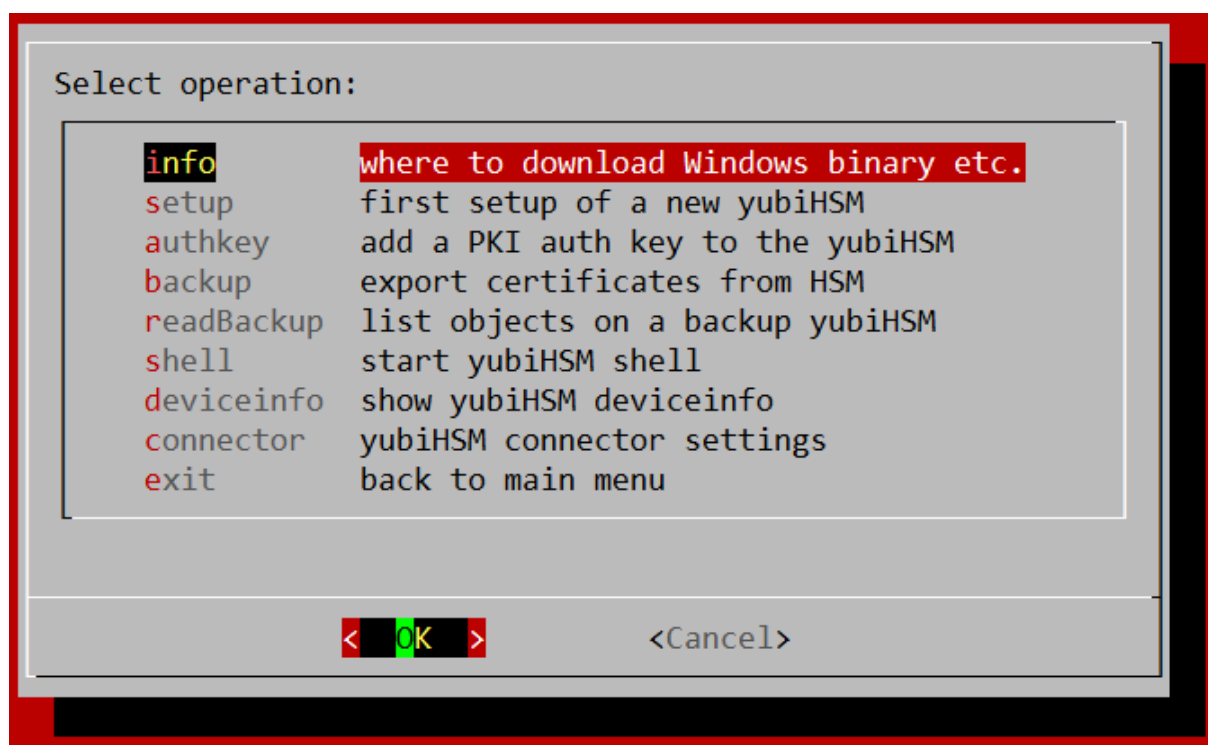 Select operation:
info where to download Windows binary etc.
setup first setup of a new yubiHSM
authkey add a PKI auth key to the yubiHSM
backup export certificates from HSM
readBackup list objects on a backup yubiHSM
shell start yubiHSM shell
deviceinfo show yubiHSM deviceinfo
connector yubiHSM connector settings
exit back to main menu
< OK > <Cancel>